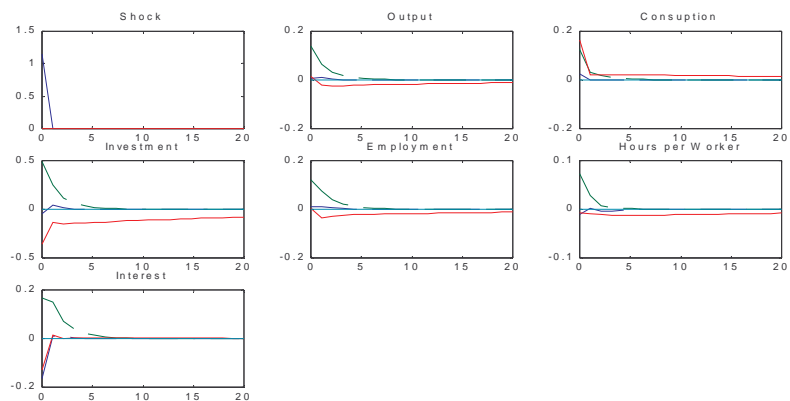 Shock Output Consuption
1.5 0.2 0.2
1
0.5 0 0
0 -0.2 -0.2
0 5 10 15 20 0 5 10 15 20 0 5 10 15 20
Investment Employment Hours per Worker
0.5 0.2 0.1
0 0 0
-0.5 -0.2 -0.1
0 5 10 15 20 0 5 10 15 20 0 5 10 15 20
Interest
0.2
0
-0.2
0 5 10 15 20